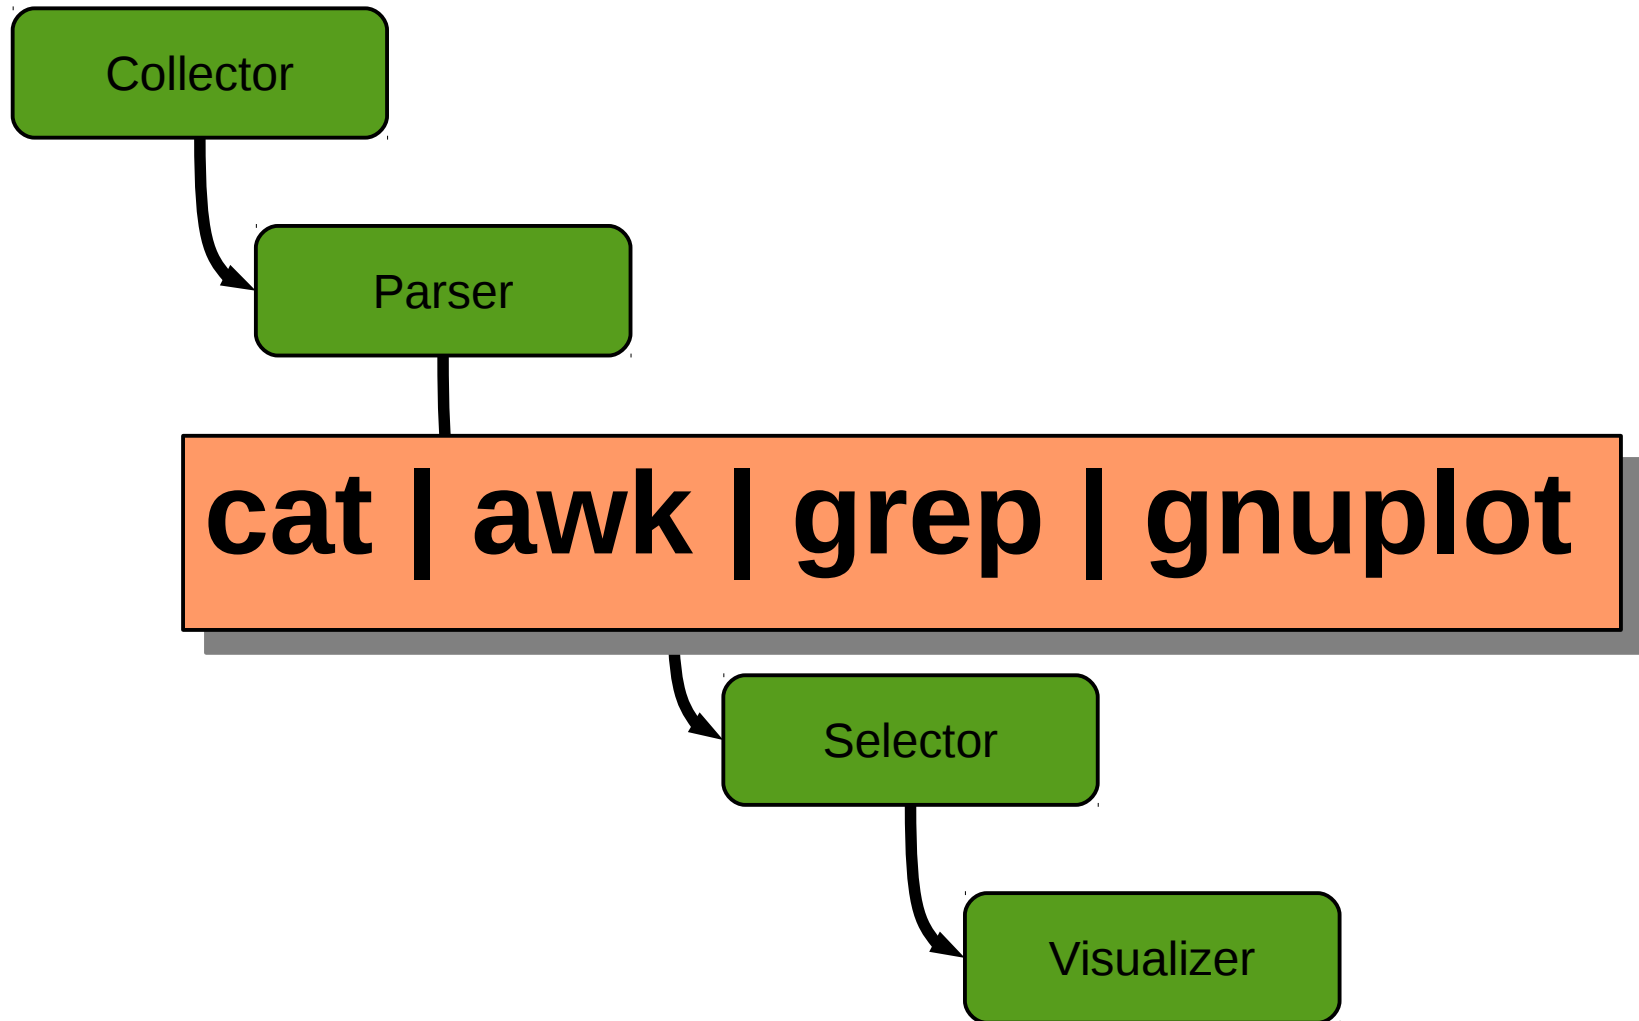 Collector
Parser
cat | awk | grep | gnuplot
Selector
Visualizer